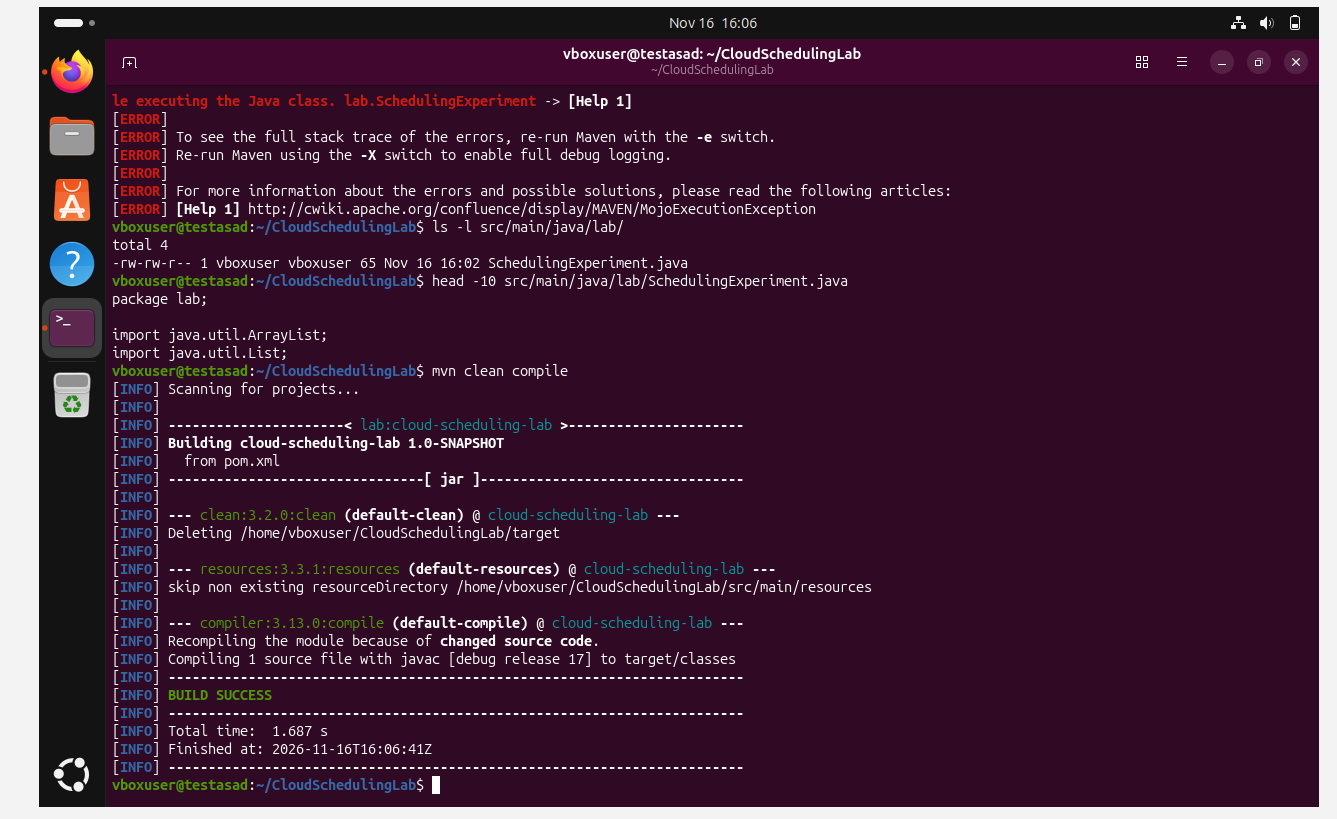 Nov 16 16:06
vboxuser@testasad: ~/CloudSchedulingLab
~/CloudSchedulingLab
le executing the Java class. lab.SchedulingExperiment -> [Help 1]
[ERROR]
[ERROR] To see the full stack trace of the errors, re-run Maven with the -e switch.
[ERROR] Re-run Maven using the -X switch to enable full debug logging.
[ERROR]
[ERROR] For more information about the errors and possible solutions, please read the following articles:
[ERROR] [Help 1] http://cwiki.apache.org/confluence/display/MAVEN/MojoExecutionException
vboxuser@testasad:~/CloudSchedulingLab$ ls -l src/main/java/lab/
total 4
-rw-rw-r-- 1 vboxuser vboxuser 65 Nov 16 16:02 SchedulingExperiment.java
vboxuser@testasad:~/CloudSchedulingLab$ head -10 src/main/java/lab/SchedulingExperiment.java
package lab;
import java.util.ArrayList;
import java.util.List;
vboxuser@testasad:~/CloudSchedulingLab$ mvn clean compile
[INFO] Scanning for projects...
[INFO]
[INFO] ----------------------< lab:cloud-scheduling-lab >----------------------
[INFO] Building cloud-scheduling-lab 1.0-SNAPSHOT
[INFO]   from pom.xml
[INFO] --------------------------------[ jar ]---------------------------------
[INFO]
[INFO] --- clean:3.2.0:clean (default-clean) @ cloud-scheduling-lab ---
[INFO] Deleting /home/vboxuser/CloudSchedulingLab/target
[INFO]
[INFO] --- resources:3.3.1:resources (default-resources) @ cloud-scheduling-lab ---
[INFO] skip non existing resourceDirectory /home/vboxuser/CloudSchedulingLab/src/main/resources
[INFO]
[INFO] --- compiler:3.13.0:compile (default-compile) @ cloud-scheduling-lab ---
[INFO] Recompiling the module because of changed source code.
[INFO] Compiling 1 source file with javac [debug release 17] to target/classes
[INFO] ------------------------------------------------------------------------
[INFO] BUILD SUCCESS
[INFO] ------------------------------------------------------------------------
[INFO] Total time:  1.687 s
[INFO] Finished at: 2026-11-16T16:06:41Z
[INFO] ------------------------------------------------------------------------
vboxuser@testasad:~/CloudSchedulingLab$